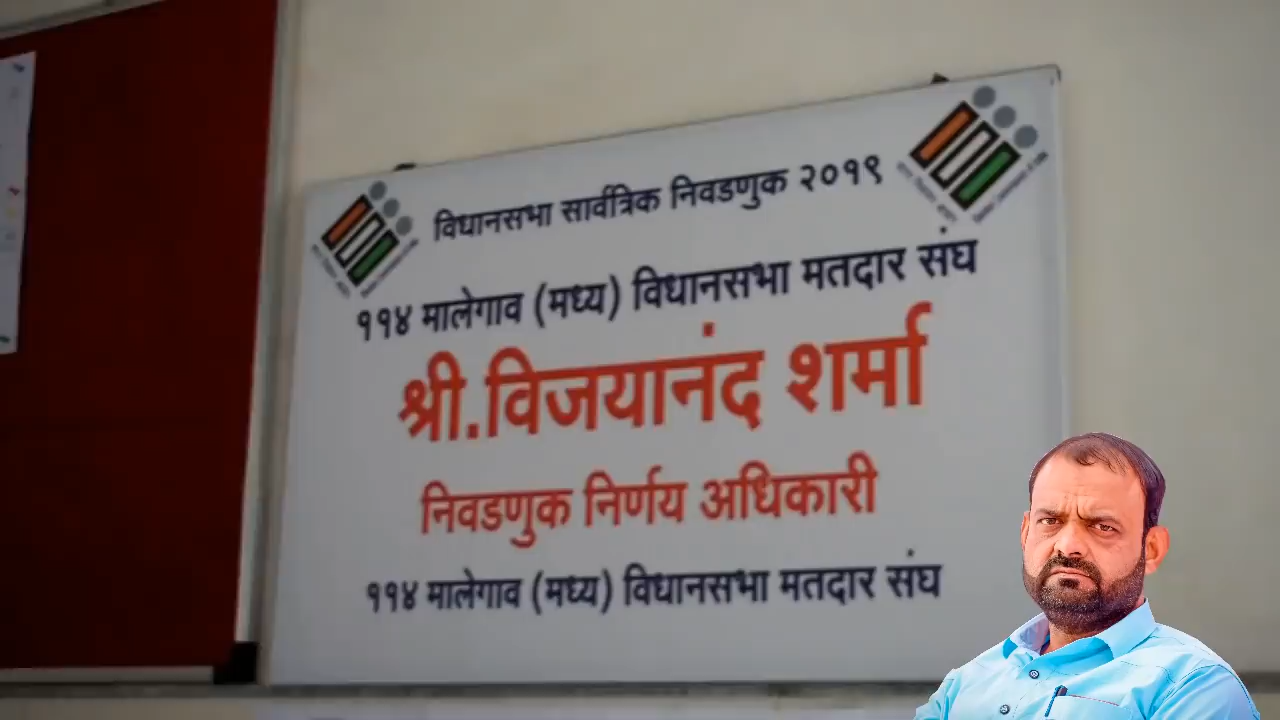 विधानसभा सार्वत्रिक निवडणुक २०१९
११४ मालेगाव (मध्य) विधानसभा मतदार संघ
श्री.विजयानंद शर्मा
निवडणुक निर्णय अधिकारी
११४ मालेगाव (मध्य) विधानसभा मतदार संघ